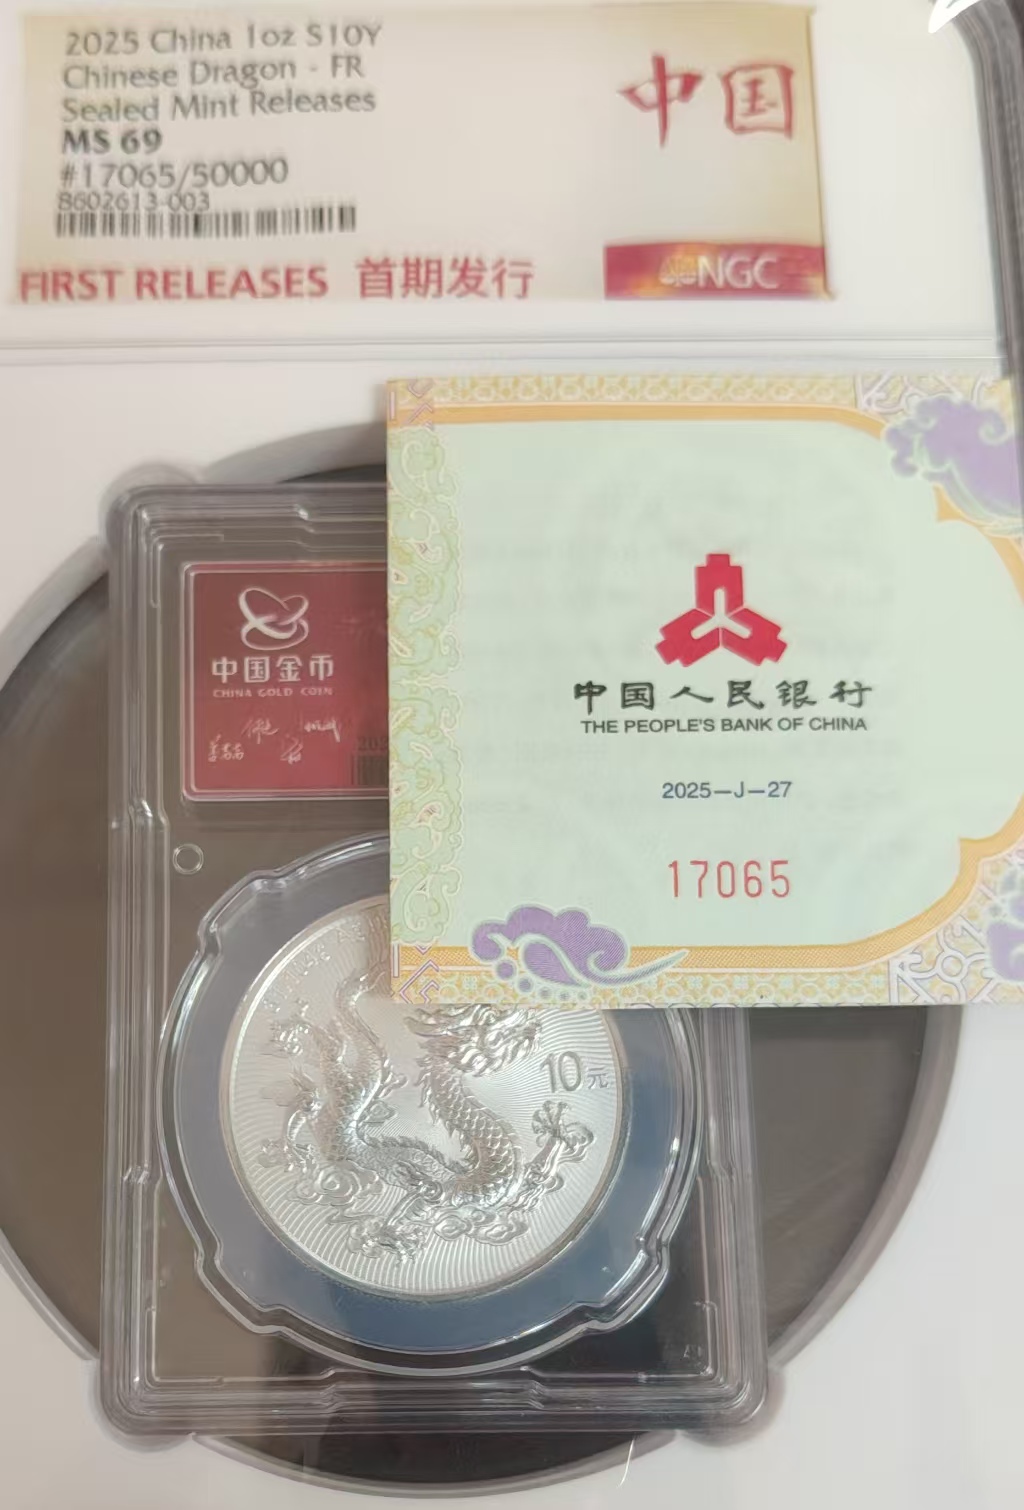 2025 China 1oz S10Y
Chinese Dragon - FR
Sealed Mint Releases
MS 69
#17065/50000
8602613-003
中国
FIRST RELEASES 首期发行
NGC
中国金币
CHINA GOLD COIN
202
中国人民银行
THE PEOPLE'S BANK OF CHINA
2025—J—27
17065
10元